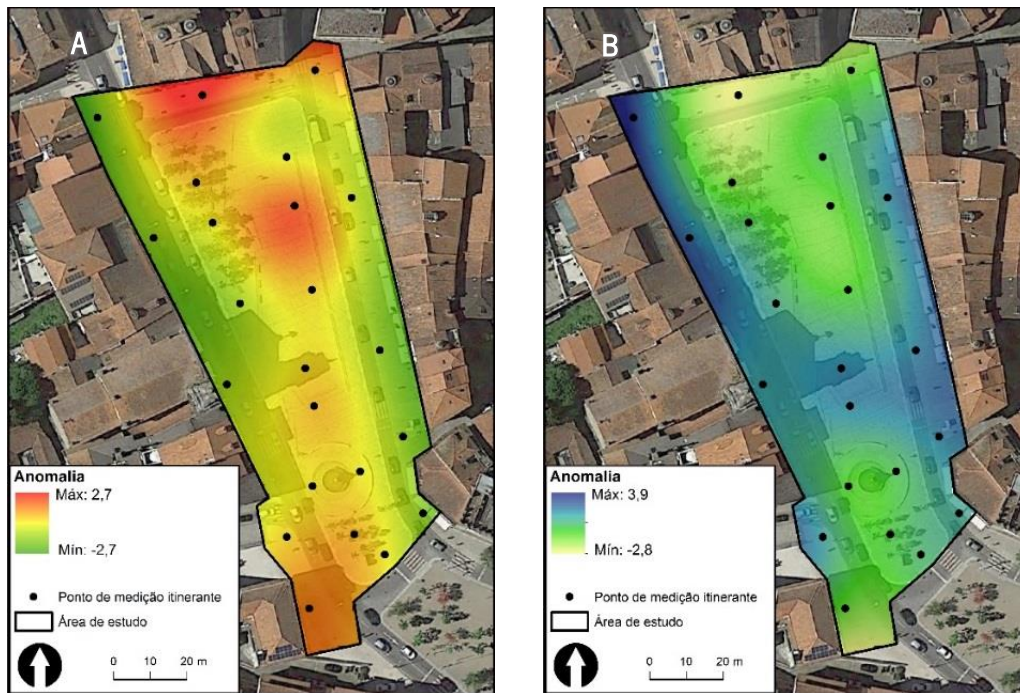 A
Anomalia
Máx: 2,7
Mín: -2,7
Ponto de medição itinerante
Área de estudo
0 10 20 m
B
Anomalia
Máx: 3,9
Mín: -2,8
Ponto de medição itinerante
Área de estudo
0 10 20 m